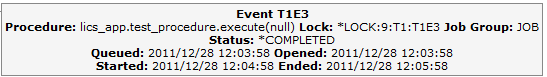 Event T1E3
Procedure: lics_app.test_procedure.execute(null) Lock: *LOCK:9:T1:T1E3 Job Group: JOB
Status: *COMPLETED
Queued: 2011/12/28 12:03:58 Opened: 2011/12/28 12:03:58
Started: 2011/12/28 12:04:58 Ended: 2011/12/28 12:05:58